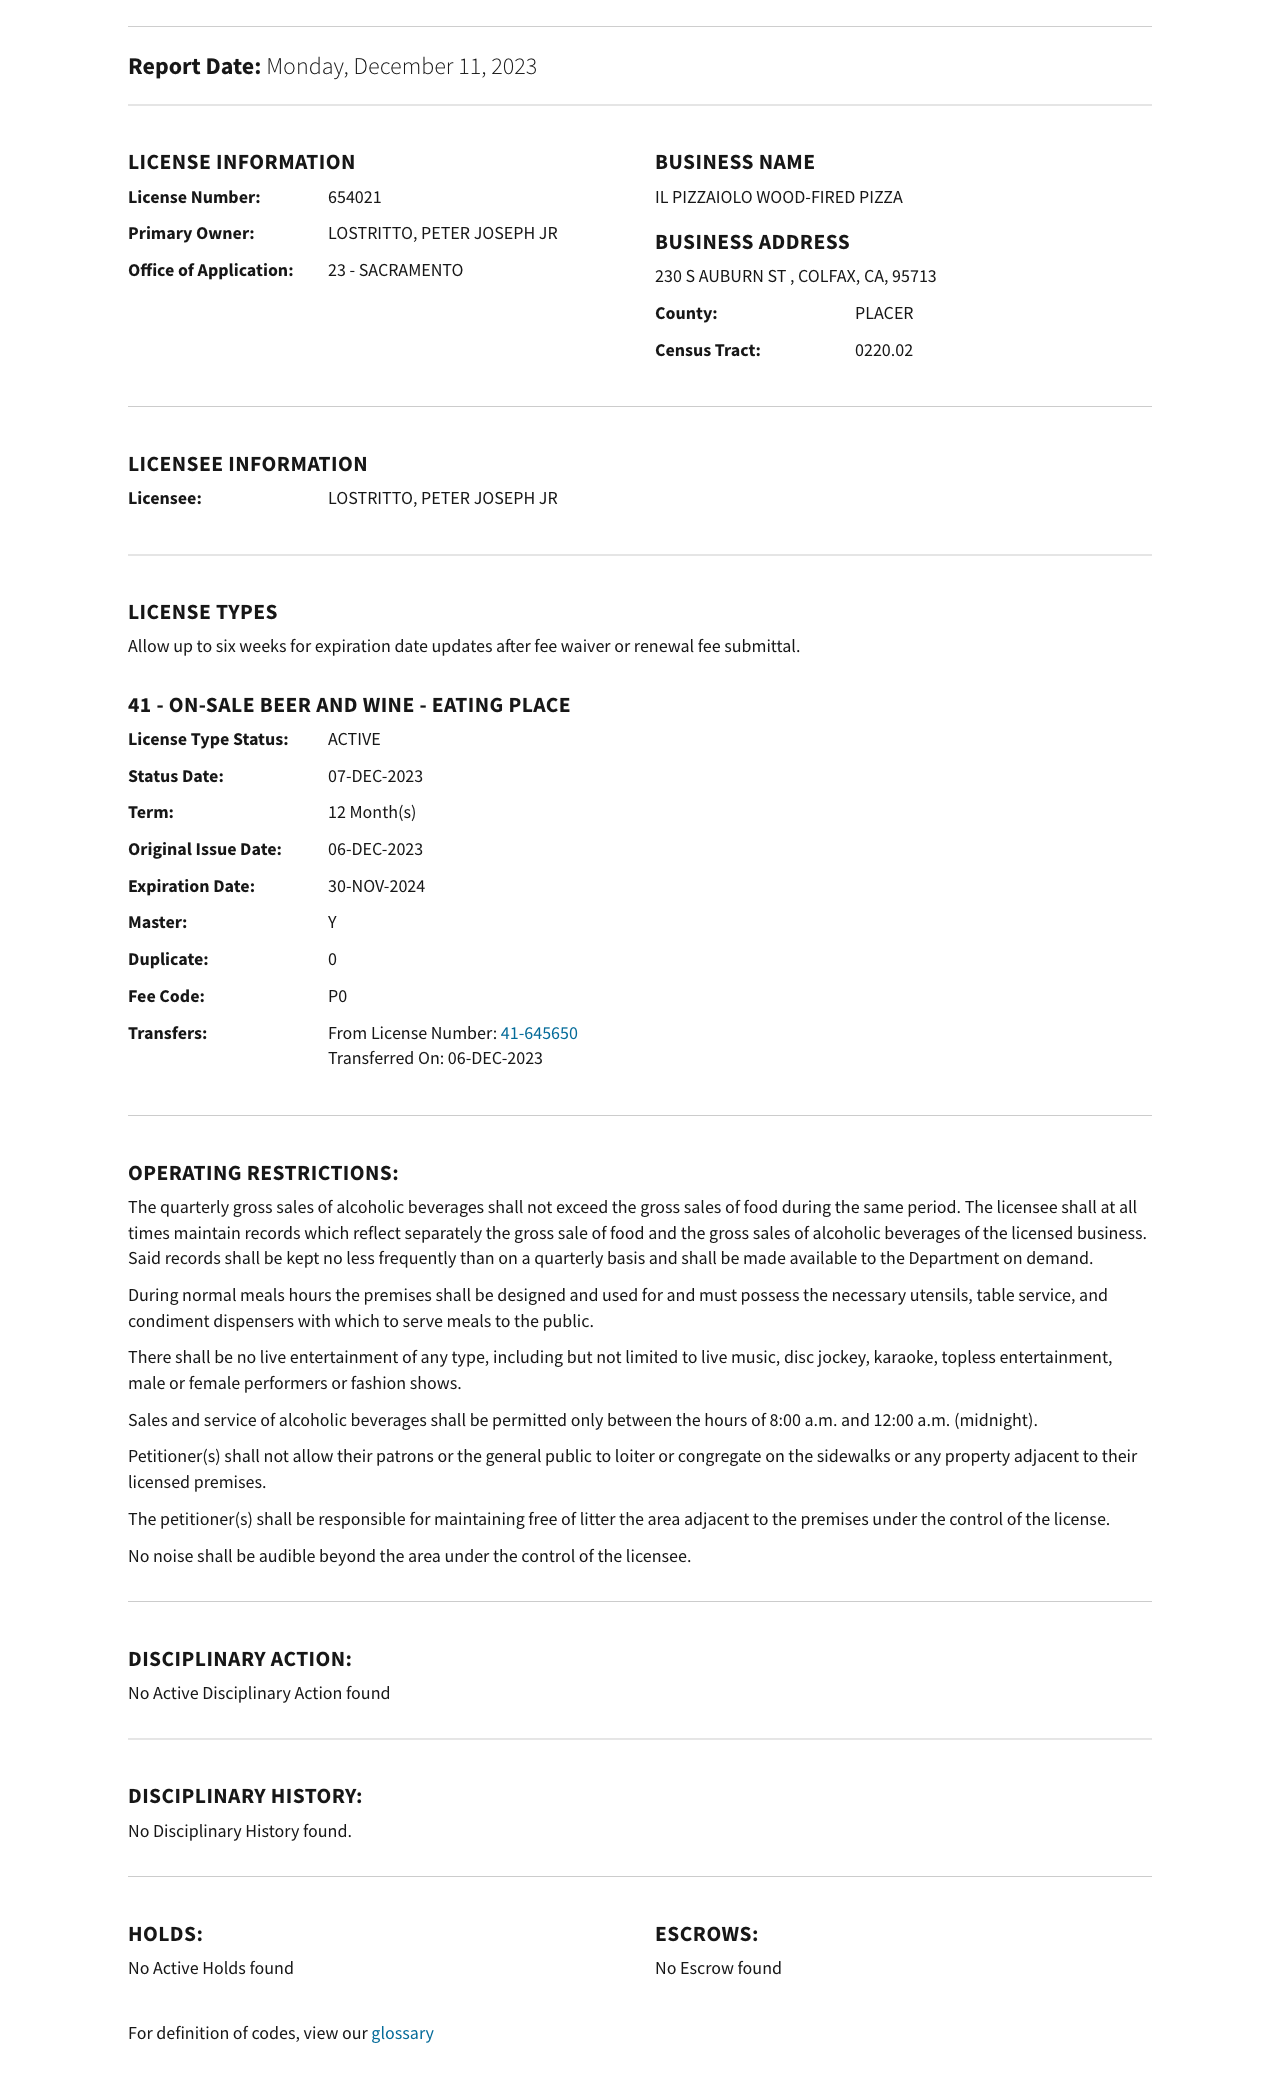 Report Date: Monday, December 11, 2023
LICENSE INFORMATION
License Number: 654021
Primary Owner: LOSTRITTO, PETER JOSEPH JR
Office of Application: 23 - SACRAMENTO
BUSINESS NAME
IL PIZZAIOLO WOOD-FIRED PIZZA
BUSINESS ADDRESS
230 S AUBURN ST , COLFAX, CA, 95713
County: PLACER
Census Tract: 0220.02
LICENSEE INFORMATION
Licensee: LOSTRITTO, PETER JOSEPH JR
LICENSE TYPES
Allow up to six weeks for expiration date updates after fee waiver or renewal fee submittal.
41 - ON-SALE BEER AND WINE - EATING PLACE
License Type Status: ACTIVE
Status Date: 07-DEC-2023
Term: 12 Month(s)
Original Issue Date: 06-DEC-2023
Expiration Date: 30-NOV-2024
Master: Y
Duplicate: 0
Fee Code: P0
Transfers: From License Number: 41-645650
Transferred On: 06-DEC-2023
OPERATING RESTRICTIONS:
The quarterly gross sales of alcoholic beverages shall not exceed the gross sales of food during the same period. The licensee shall at all
times maintain records which reflect separately the gross sale of food and the gross sales of alcoholic beverages of the licensed business.
Said records shall be kept no less frequently than on a quarterly basis and shall be made available to the Department on demand.
During normal meals hours the premises shall be designed and used for and must possess the necessary utensils, table service, and
condiment dispensers with which to serve meals to the public.
There shall be no live entertainment of any type, including but not limited to live music, disc jockey, karaoke, topless entertainment,
male or female performers or fashion shows.
Sales and service of alcoholic beverages shall be permitted only between the hours of 8:00 a.m. and 12:00 a.m. (midnight).
Petitioner(s) shall not allow their patrons or the general public to loiter or congregate on the sidewalks or any property adjacent to their
licensed premises.
The petitioner(s) shall be responsible for maintaining free of litter the area adjacent to the premises under the control of the license.
No noise shall be audible beyond the area under the control of the licensee.
DISCIPLINARY ACTION:
No Active Disciplinary Action found
DISCIPLINARY HISTORY:
No Disciplinary History found.
HOLDS:
No Active Holds found
ESCROWS:
No Escrow found
For definition of codes, view our glossary